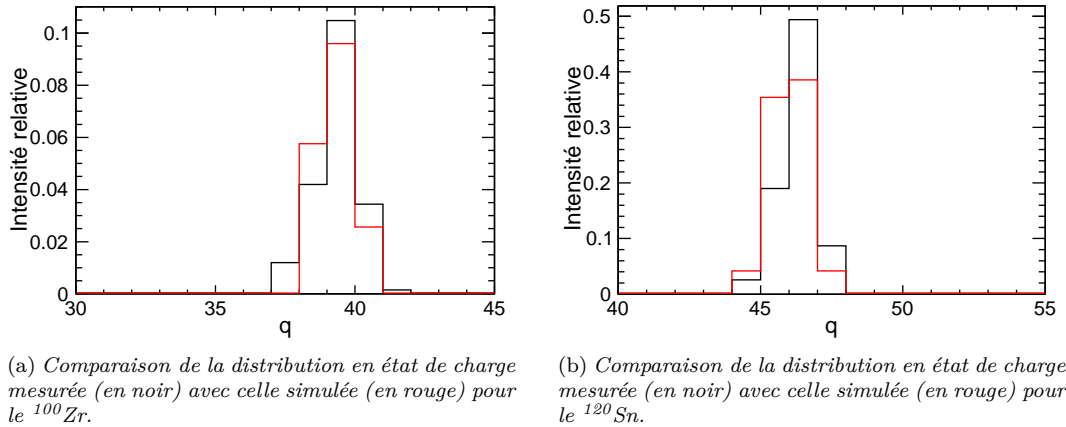 Intensité relative
0.1
0.08
0.06
0.04
0.02
0
30
35
40
45
q
(a) Comparaison de la distribution en état de charge
mesurée (en noir) avec celle simulée (en rouge) pour
le ¹⁰⁰Zr.
Intensité relative
0.5
0.4
0.3
0.2
0.1
0
40
45
50
55
q
(b) Comparaison de la distribution en état de charge
mesurée (en noir) avec celle simulée (en rouge) pour
le ¹²⁰Sn.